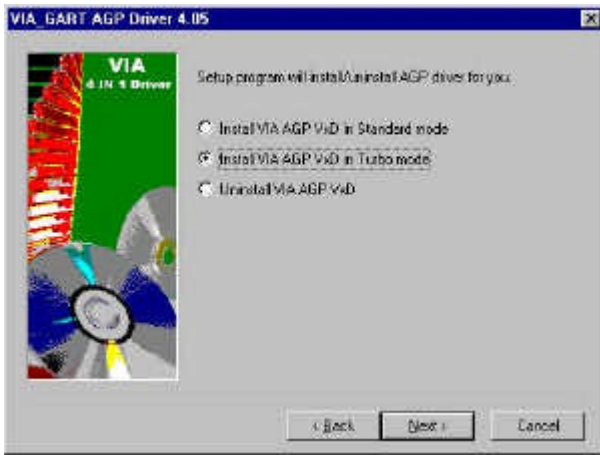 VIA_GART AGP Driver 4.05
VIA
4 IN 1 Driver
Setup program will install/uninstall AGP driver for you:
Install VIA AGP VxD in Standard mode
Install VIA AGP VxD in Turbo mode
Uninstall VIA AGP VxD
< Back
Next >
Cancel